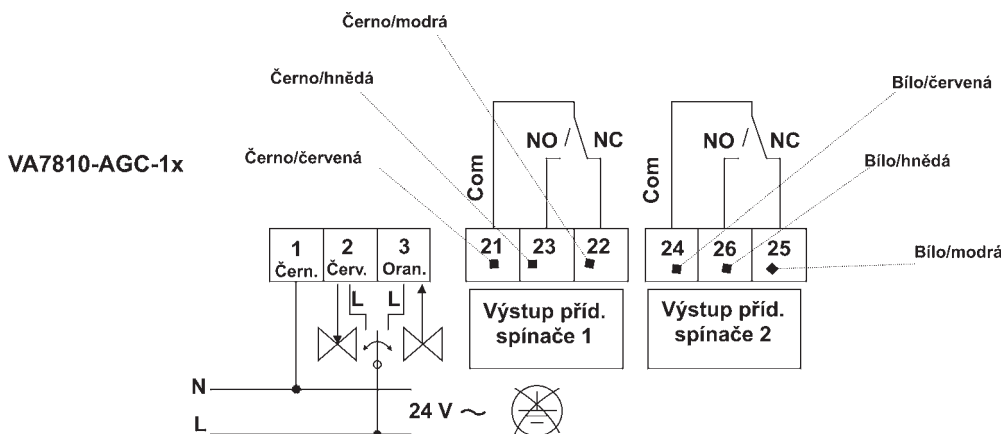 Černo/modrá
Černo/hnědá
Bílo/červená
VA7810-AGC-1x
Černo/červená
Com
NO
NC
Com
NO
NC
Bílo/hnědá
1
Čern.
2
Červ.
3
Oran.
21
23
22
24
26
25
Bílo/modrá
L
L
Výstup příd.
spínače 1
Výstup příd.
spínače 2
N
24 V ~
L